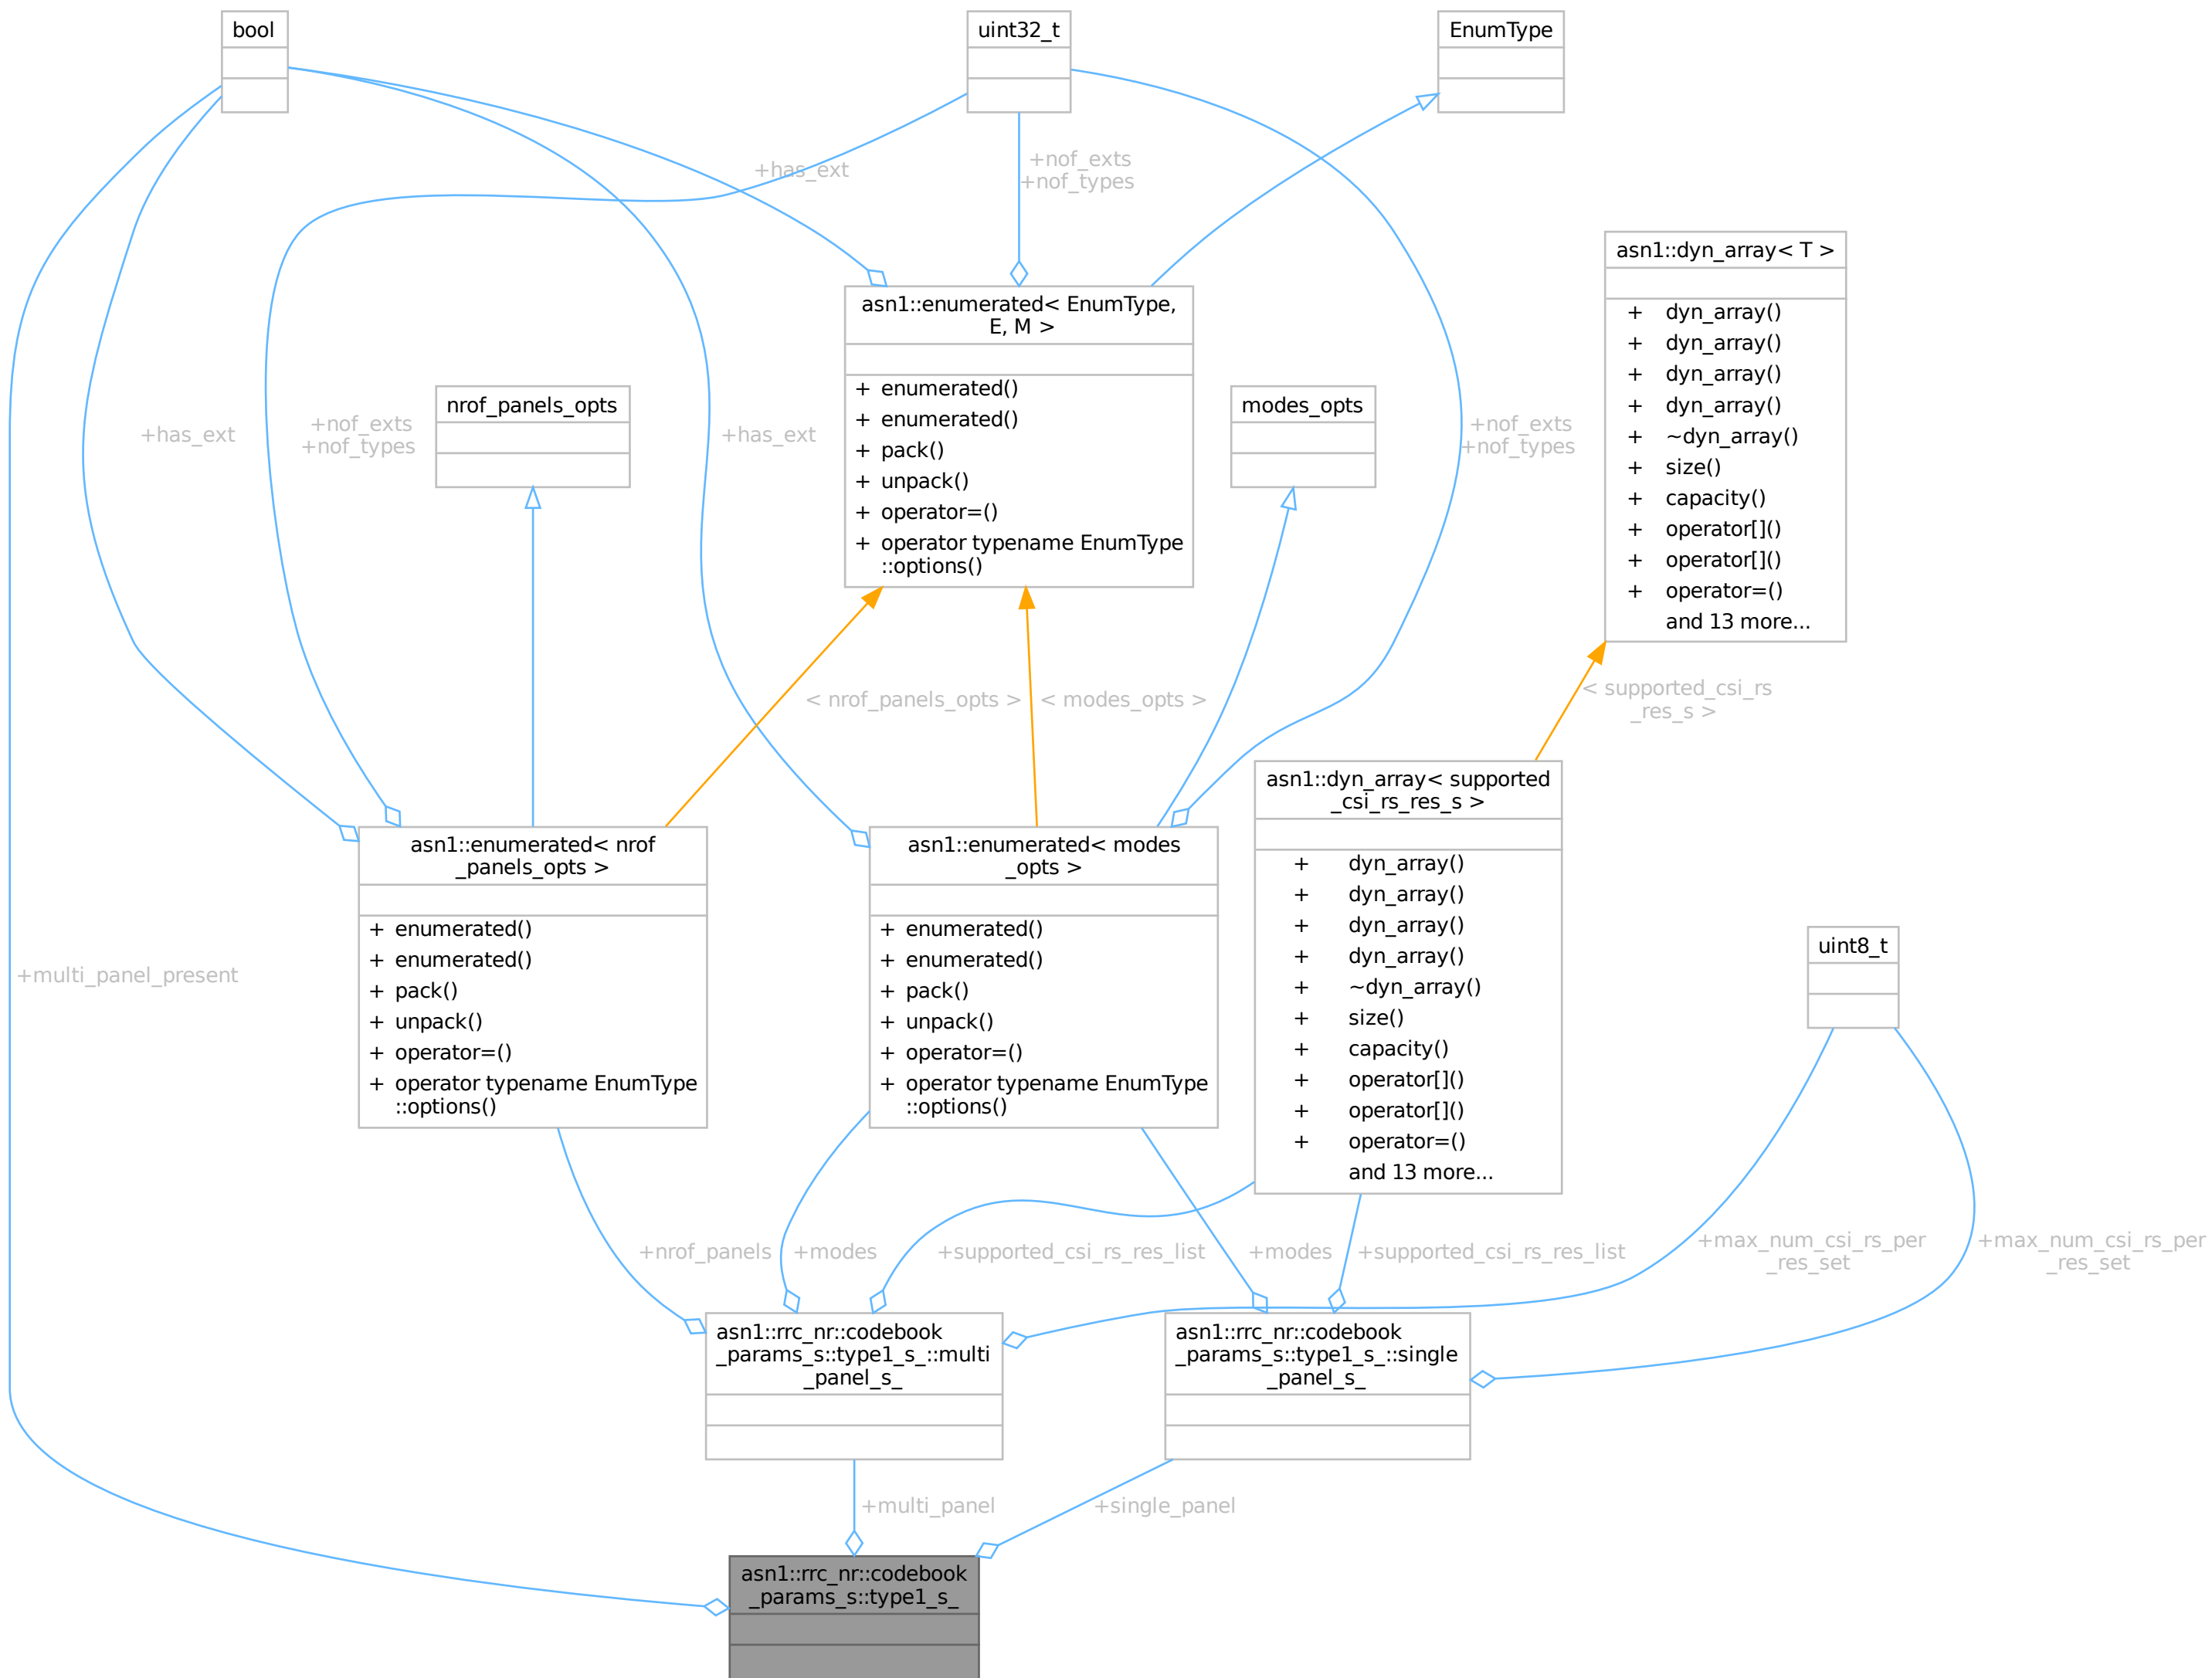 bool
uint32_t
EnumType
+has_ext
+nof_exts
+nof_types
asn1::dyn_array< T >
+ dyn_array()
+ dyn_array()
+ dyn_array()
+ dyn_array()
+ ~dyn_array()
+ size()
+ capacity()
+ operator[]()
+ operator[]()
+ operator=()
and 13 more...
asn1::enumerated< EnumType,
E, M >
+ enumerated()
+ enumerated()
+ pack()
+ unpack()
+ operator=()
+ operator typename EnumType
::options()
nrof_panels_opts
modes_opts
+has_ext
+nof_exts
+nof_types
+has_ext
+nof_exts
+nof_types
< nrof_panels_opts >
< modes_opts >
< supported_csi_rs
_res_s >
asn1::enumerated< nrof
_panels_opts >
+ enumerated()
+ enumerated()
+ pack()
+ unpack()
+ operator=()
+ operator typename EnumType
::options()
asn1::enumerated< modes
_opts >
+ enumerated()
+ enumerated()
+ pack()
+ unpack()
+ operator=()
+ operator typename EnumType
::options()
asn1::dyn_array< supported
_csi_rs_res_s >
+ dyn_array()
+ dyn_array()
+ dyn_array()
+ dyn_array()
+ ~dyn_array()
+ size()
+ capacity()
+ operator[]()
+ operator[]()
+ operator=()
and 13 more...
uint8_t
+multi_panel_present
+nrof_panels
+modes
+supported_csi_rs_res_list
+modes
+supported_csi_rs_res_list
+max_num_csi_rs_per
_res_set
+max_num_csi_rs_per
_res_set
asn1::rrc_nr::codebook
_params_s::type1_s_::multi
_panel_s_
asn1::rrc_nr::codebook
_params_s::type1_s_::single
_panel_s_
+multi_panel
+single_panel
asn1::rrc_nr::codebook
_params_s::type1_s_